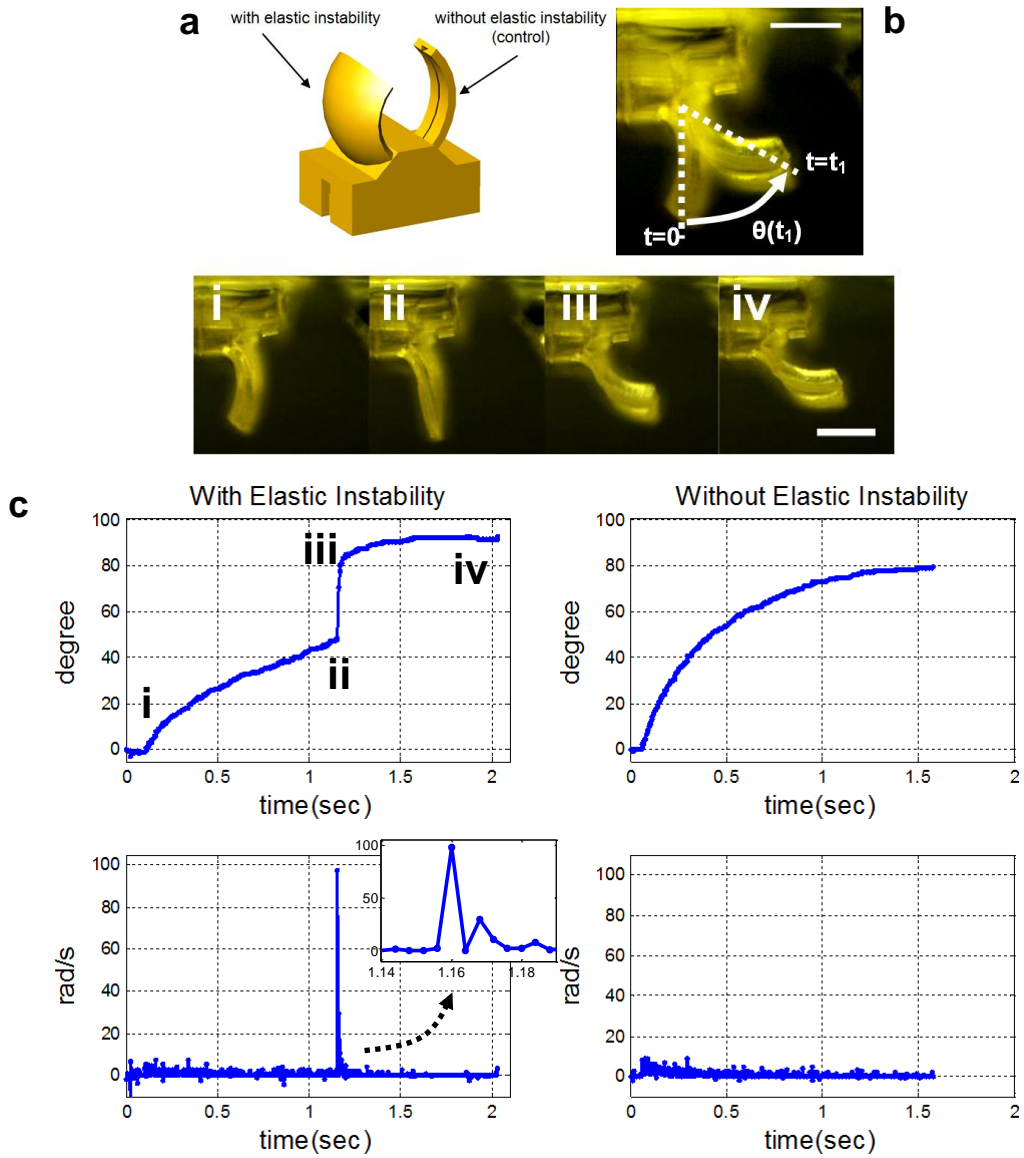 a
with elastic instability
without elastic instability
(control)
b
t=t1
t=0
θ(t1)
i
ii
iii
iv
c
With Elastic Instability
100
80
60
40
20
0
degree
i
ii
iii
iv
0
0.5
1
1.5
2
time(sec)
Without Elastic Instability
100
80
60
40
20
0
degree
0
0.5
1
1.5
2
time(sec)
100
80
60
40
20
0
rad/s
0
0.5
1
1.5
2
time(sec)
100
50
0
1.14
1.16
1.18
100
80
60
40
20
0
rad/s
0
0.5
1
1.5
2
time(sec)